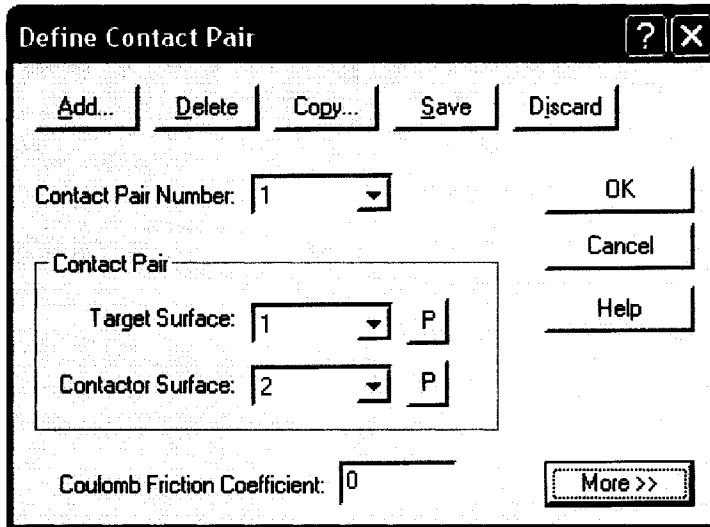 Define Contact Pair ? X
Add... Delete Copy... Save Discard
Contact Pair Number: 1
OK
Cancel
Help
Contact Pair
Target Surface: 1 P
Contactor Surface: 2 P
Coulomb Friction Coefficient: 0
More >>